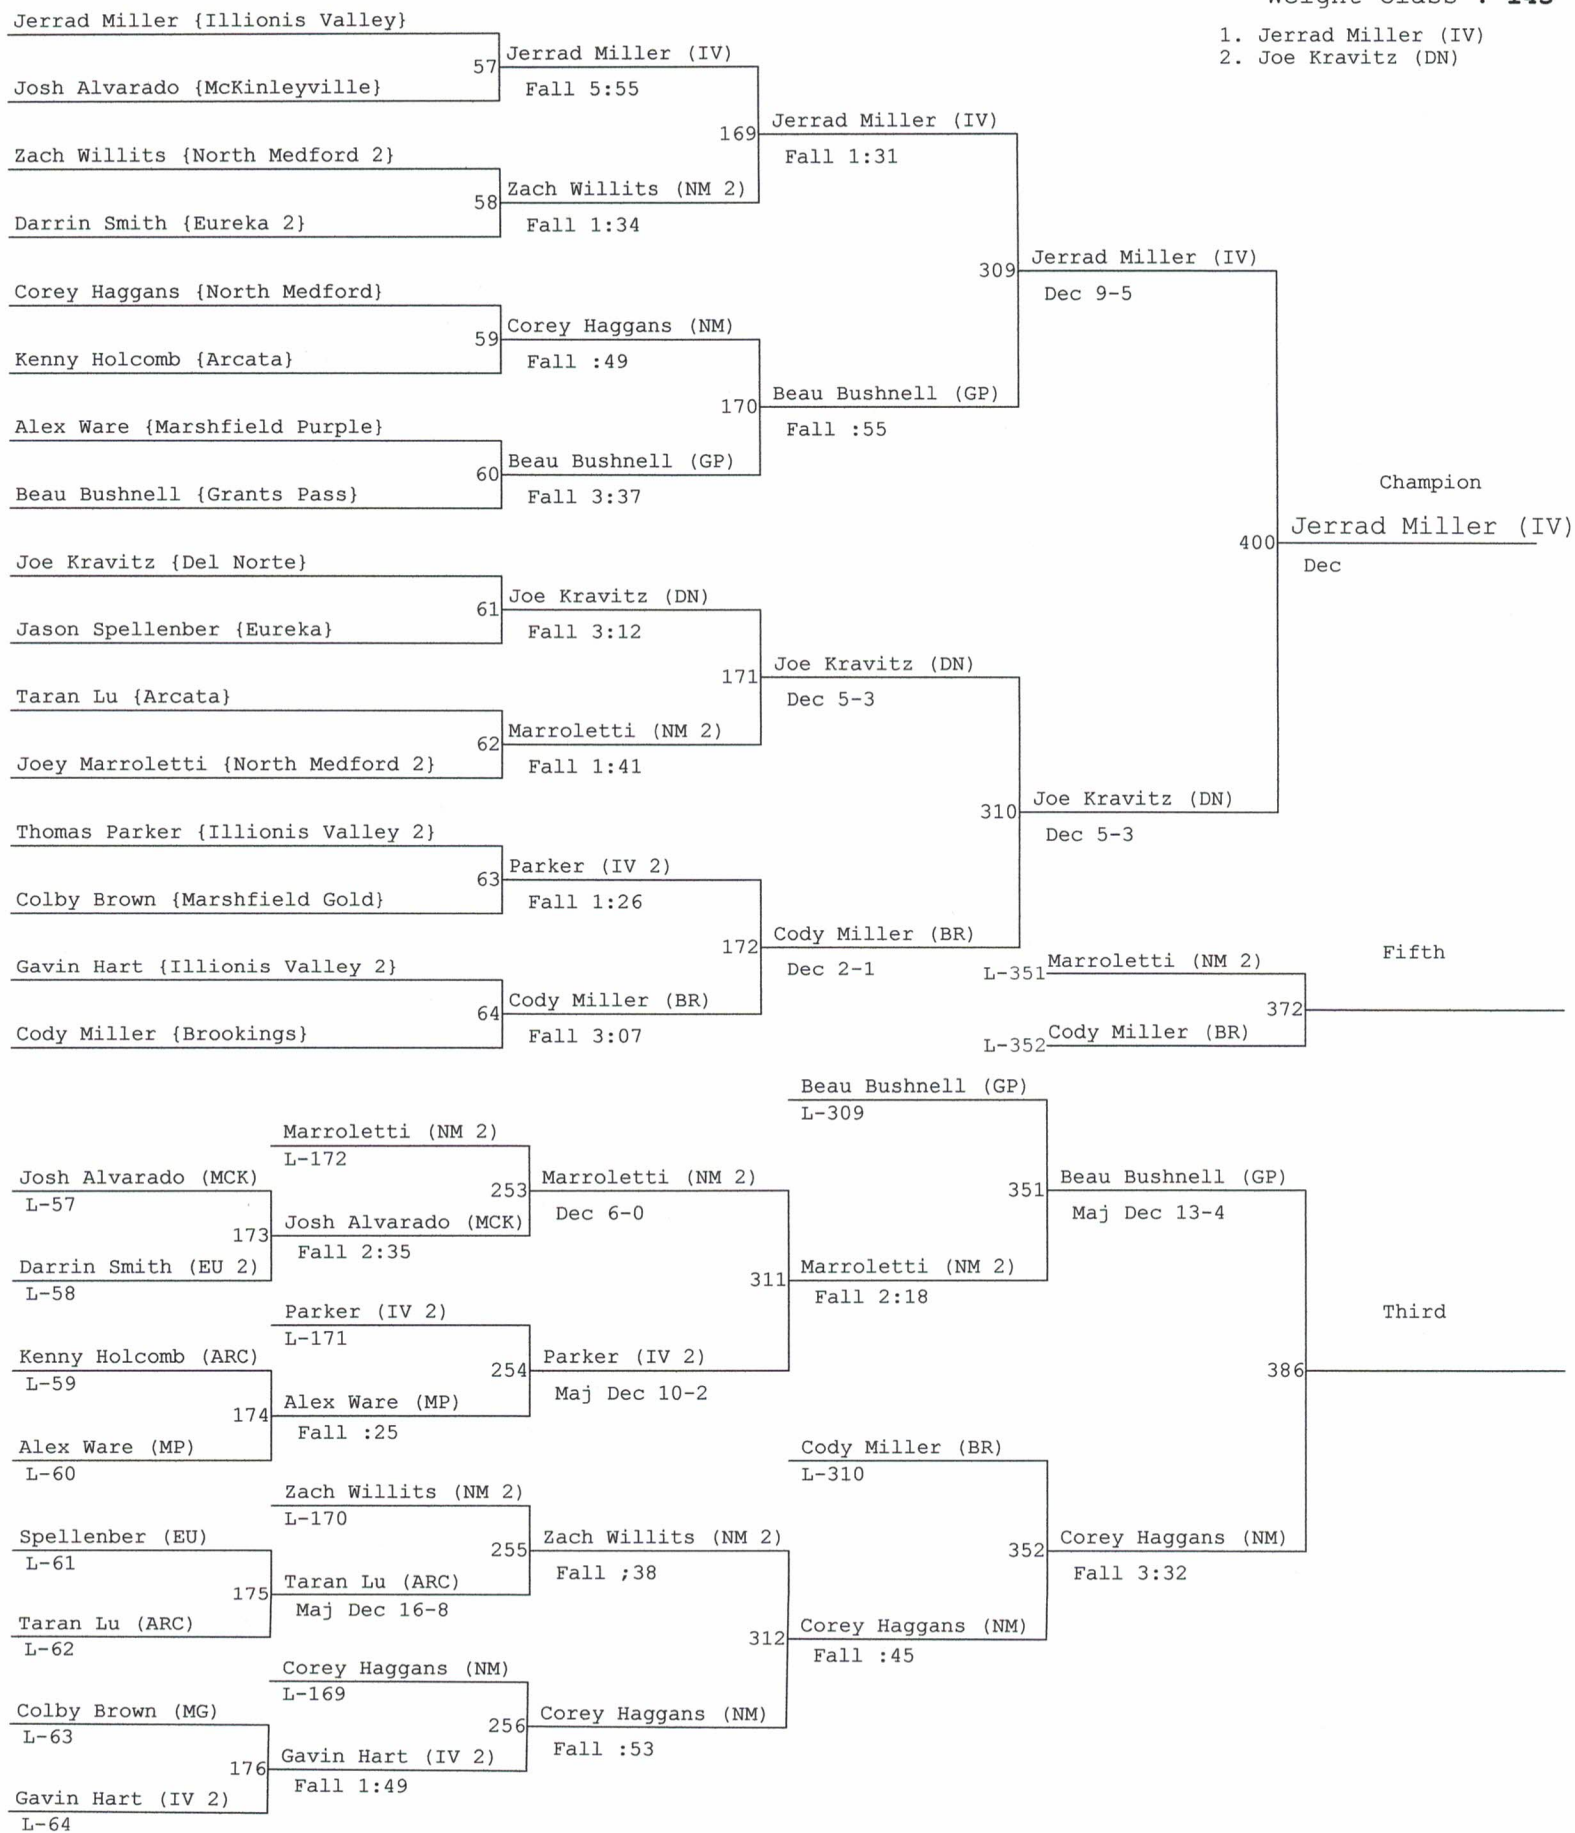 Jerrad Miller {Illionis Valley}
1. Jerrad Miller (IV)
2. Joe Kravitz (DN)
57
Jerrad Miller (IV)
Fall 5:55
Josh Alvarado {McKinleyville}
169
Jerrad Miller (IV)
Fall 1:31
Zach Willits {North Medford 2}
58
Zach Willits (NM 2)
Fall 1:34
Darrin Smith {Eureka 2}
309
Jerrad Miller (IV)
Dec 9-5
Corey Haggans {North Medford}
59
Corey Haggans (NM)
Fall :49
Kenny Holcomb {Arcata}
170
Beau Bushnell (GP)
Fall :55
Alex Ware {Marshfield Purple}
60
Beau Bushnell (GP)
Fall 3:37
Beau Bushnell {Grants Pass}
Champion
400
Jerrad Miller (IV)
Dec
Joe Kravitz {Del Norte}
61
Joe Kravitz (DN)
Fall 3:12
Jason Spellenber {Eureka}
171
Joe Kravitz (DN)
Dec 5-3
Taran Lu {Arcata}
62
Marroletti (NM 2)
Fall 1:41
Joey Marroletti {North Medford 2}
310
Joe Kravitz (DN)
Dec 5-3
Thomas Parker {Illionis Valley 2}
63
Parker (IV 2)
Fall 1:26
Colby Brown {Marshfield Gold}
172
Cody Miller (BR)
Dec 2-1
Gavin Hart {Illionis Valley 2}
64
Cody Miller (BR)
Fall 3:07
Cody Miller {Brookings}
Fifth
L-351
Marroletti (NM 2)
372
L-352
Cody Miller (BR)
Beau Bushnell (GP)
L-309
Marroletti (NM 2)
L-172
Josh Alvarado (MCK)
L-57
253
Marroletti (NM 2)
Dec 6-0
351
Beau Bushnell (GP)
Maj Dec 13-4
173
Josh Alvarado (MCK)
Fall 2:35
Darrin Smith (EU 2)
L-58
311
Marroletti (NM 2)
Fall 2:18
Parker (IV 2)
L-171
Third
Kenny Holcomb (ARC)
L-59
254
Parker (IV 2)
Maj Dec 10-2
386
174
Alex Ware (MP)
Fall :25
Alex Ware (MP)
L-60
Cody Miller (BR)
L-310
Zach Willits (NM 2)
L-170
Spellenber (EU)
L-61
255
Zach Willits (NM 2)
Fall ;38
352
Corey Haggans (NM)
Fall 3:32
175
Taran Lu (ARC)
Maj Dec 16-8
Taran Lu (ARC)
L-62
312
Corey Haggans (NM)
Fall :45
Corey Haggans (NM)
L-169
Colby Brown (MG)
L-63
256
Corey Haggans (NM)
Fall :53
176
Gavin Hart (IV 2)
Fall 1:49
Gavin Hart (IV 2)
L-64